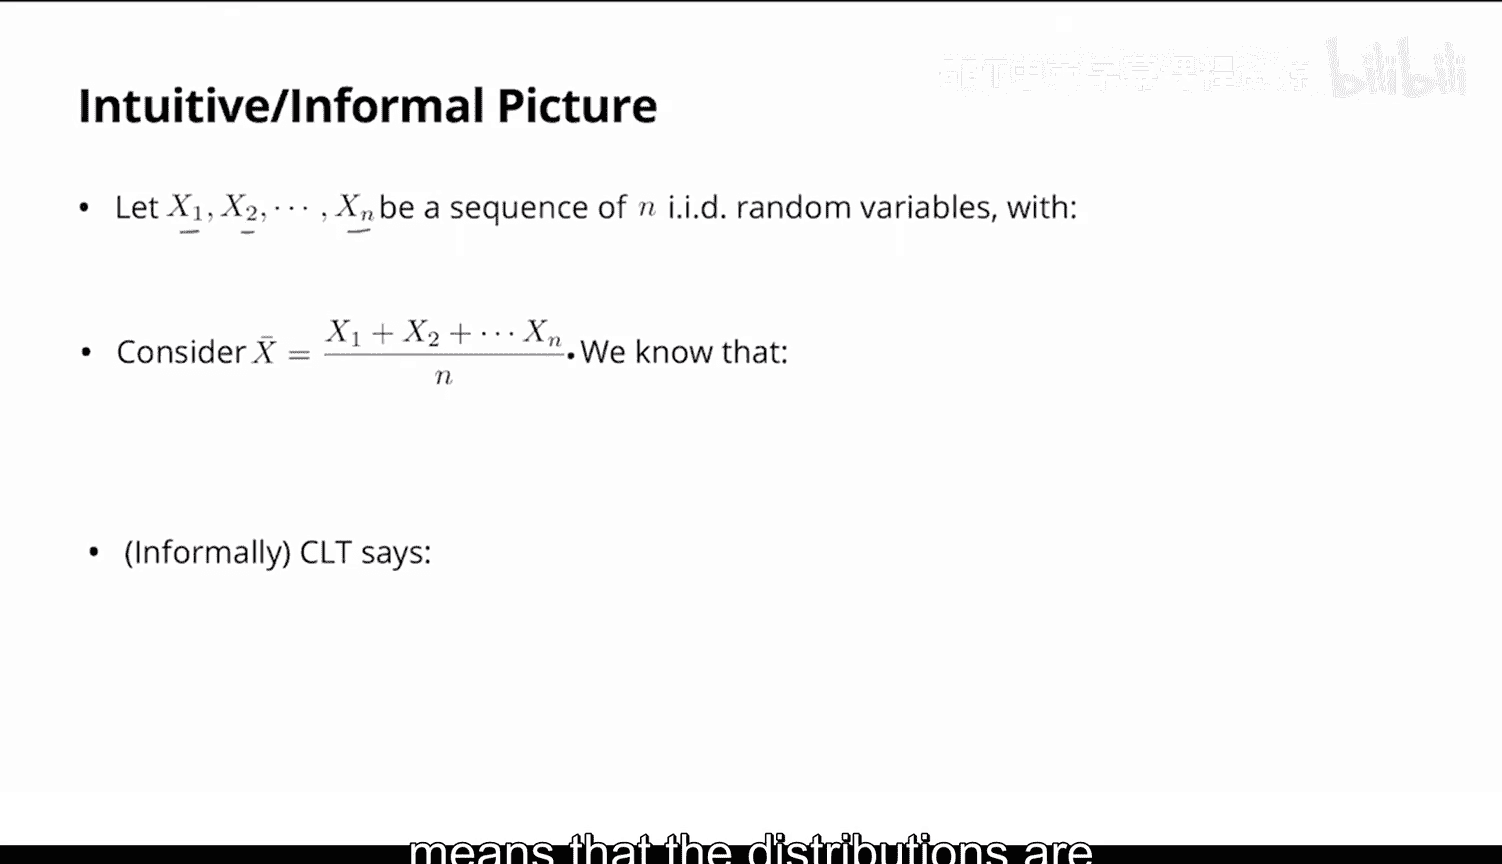 bilibili
Intuitive/Informal Picture
• Let X₁, X₂, ⋯ , Xₙ be a sequence of n i.i.d. random variables, with:
• Consider X̄ = (X₁ + X₂ + ⋯ Xₙ)/n. We know that:
• (Informally) CLT says:
means that the distributions are